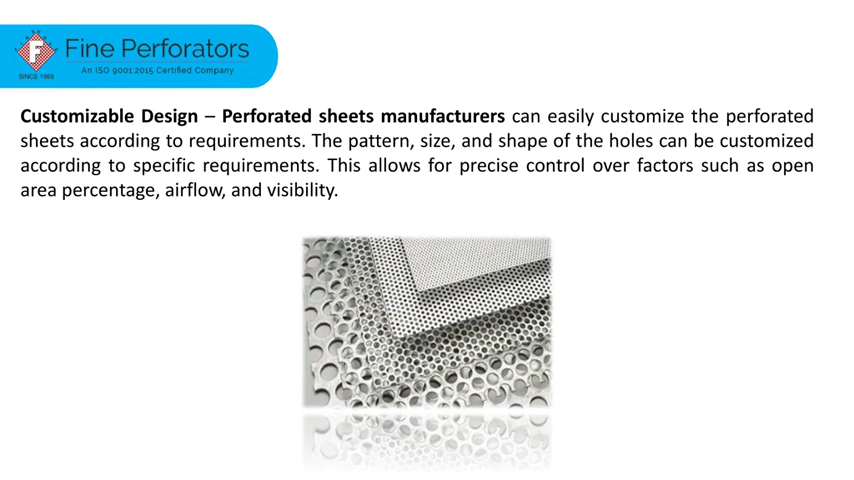 F
Fine Perforators
SINCE 1969
An ISO 9001:2015 Certified Company
Customizable Design – Perforated sheets manufacturers can easily customize the perforated
sheets according to requirements. The pattern, size, and shape of the holes can be customized
according to specific requirements. This allows for precise control over factors such as open
area percentage, airflow, and visibility.